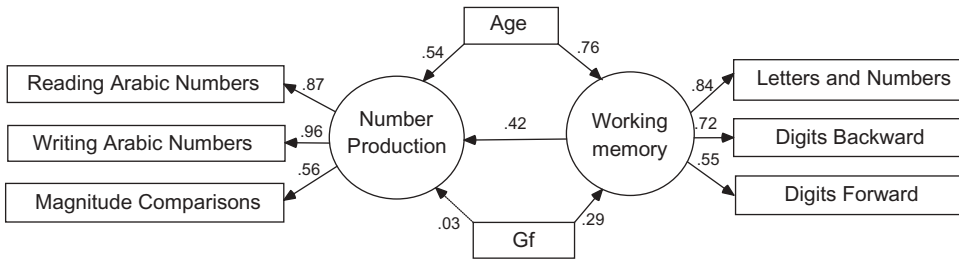 Age
.54
.76
Reading Arabic Numbers
.87
Letters and Numbers
.84
Number
Production
Working
memory
Writing Arabic Numbers
.96
.42
.72
Digits Backward
.56
.55
Magnitude Comparisons
Digits Forward
.03
Gf
.29